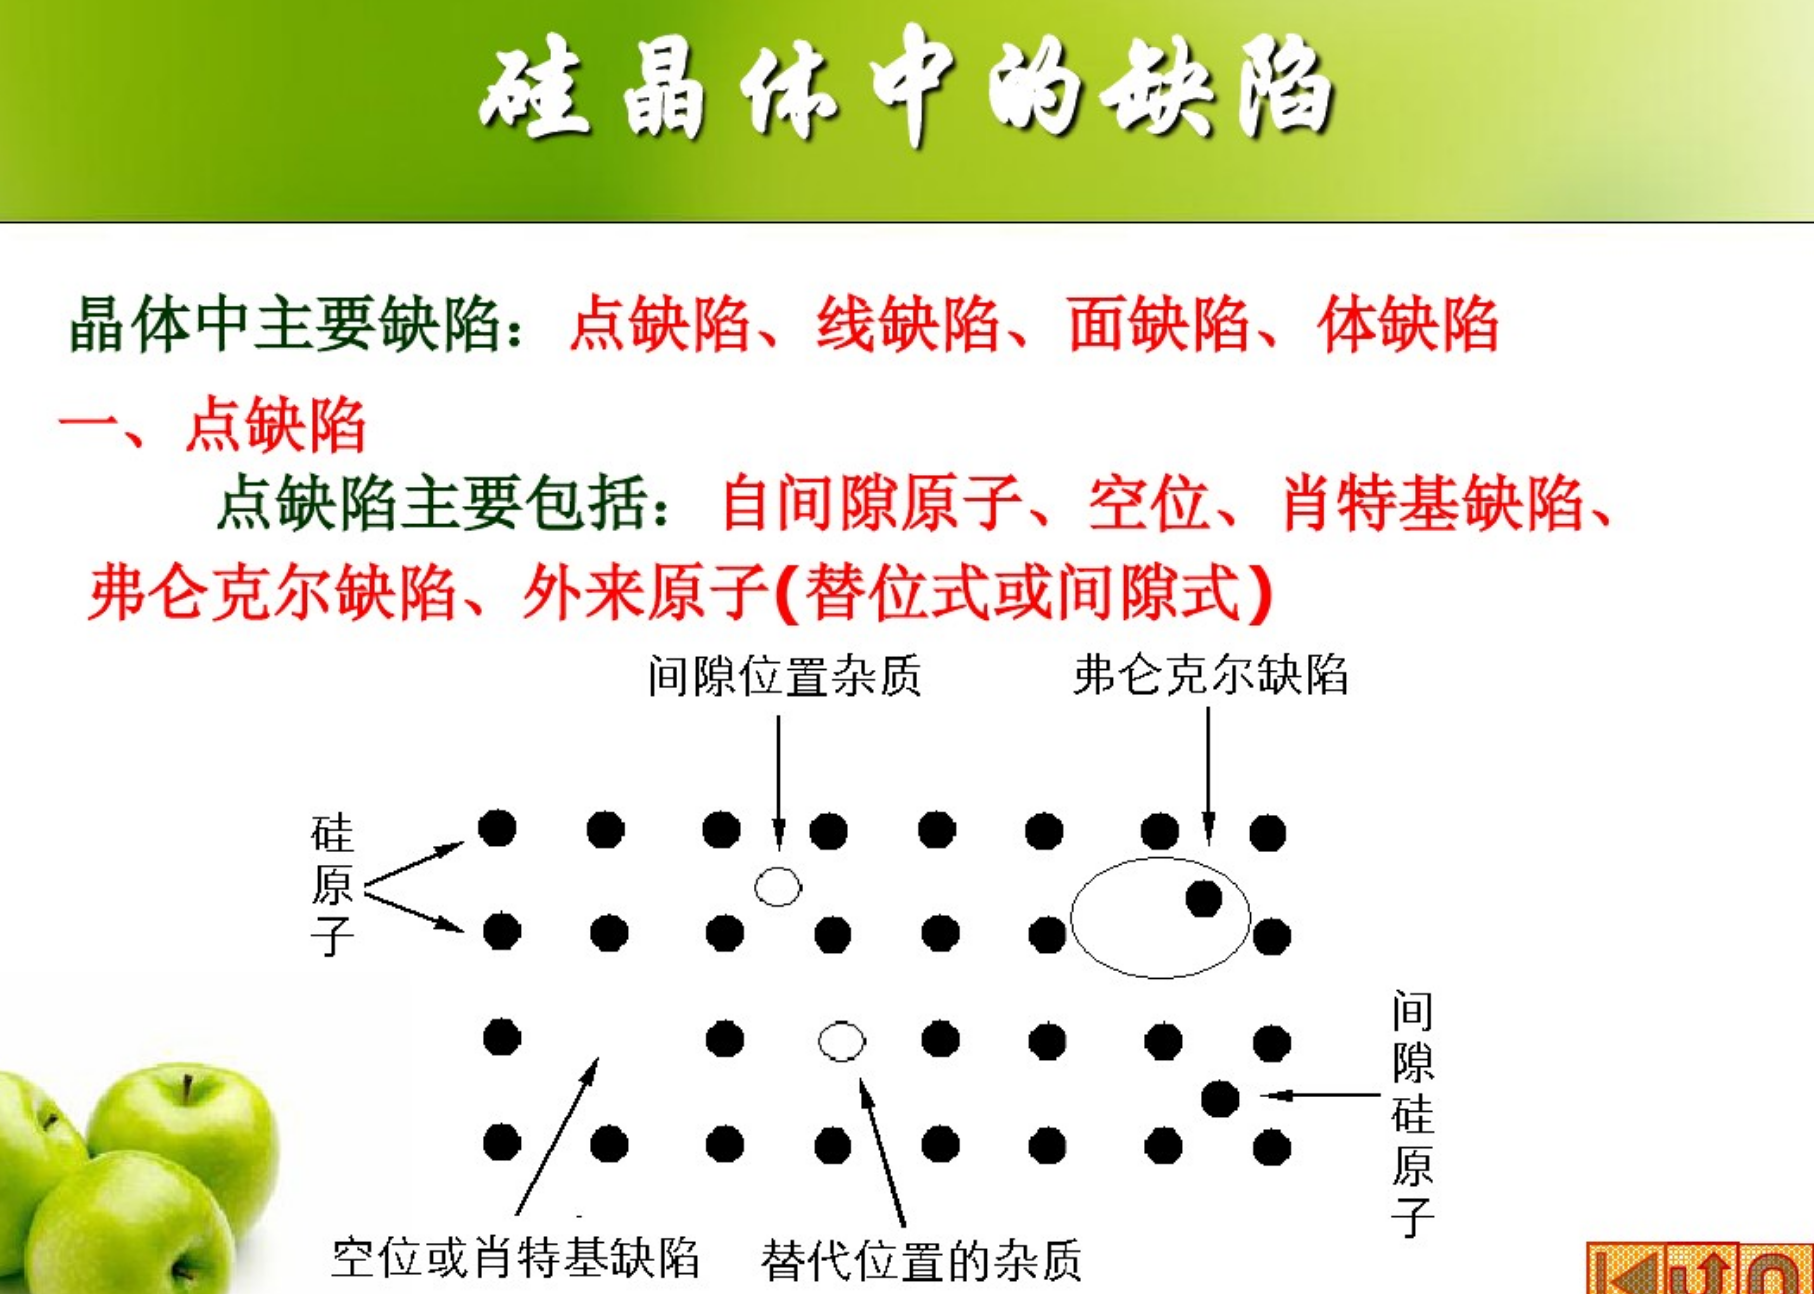 硅晶体中的缺陷
晶体中主要缺陷：点缺陷、线缺陷、面缺陷、体缺陷
一、点缺陷
点缺陷主要包括：自间隙原子、空位、肖特基缺陷、
弗仑克尔缺陷、外来原子(替位式或间隙式)
间隙位置杂质
弗仑克尔缺陷
硅原子
间隙硅原子
空位或肖特基缺陷
替代位置的杂质